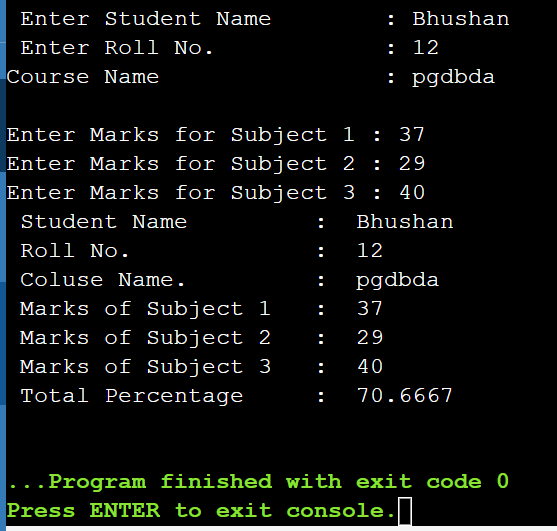 Enter Student Name : Bhushan
Enter Roll No. : 12
Course Name : pgdbda
Enter Marks for Subject 1 : 37
Enter Marks for Subject 2 : 29
Enter Marks for Subject 3 : 40
Student Name : Bhushan
Roll No. : 12
Coluse Name. : pgdbda
Marks of Subject 1 : 37
Marks of Subject 2 : 29
Marks of Subject 3 : 40
Total Percentage : 70.6667
...Program finished with exit code 0
Press ENTER to exit console.